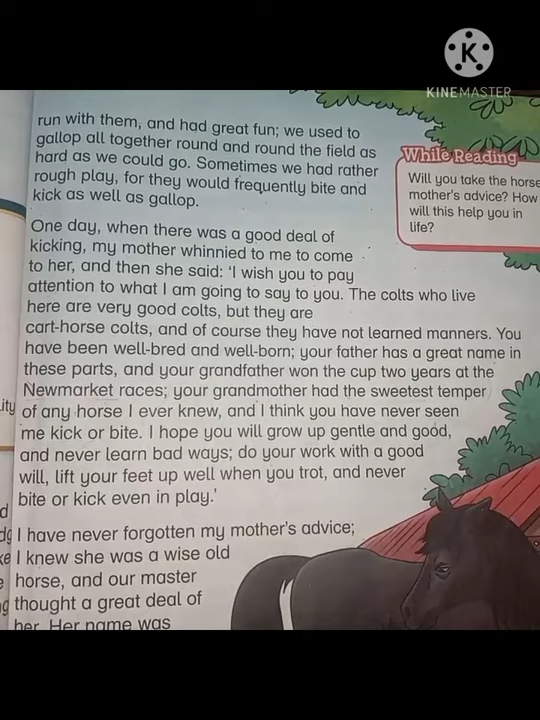 KINEMASTER
run with them, and had great fun; we used to
gallop all together round and round the field as
hard as we could go. Sometimes we had rather
rough play, for they would frequently bite and
kick as well as gallop.
While Reading
Will you take the horse
mother's advice? How
will this help you in
life?
One day, when there was a good deal of
kicking, my mother whinnied to me to come
to her, and then she said: 'I wish you to pay
attention to what I am going to say to you. The colts who live
here are very good colts, but they are
cart-horse colts, and of course they have not learned manners. You
have been well-bred and well-born; your father has a great name in
these parts, and your grandfather won the cup two years at the
Newmarket races; your grandmother had the sweetest temper
of any horse I ever knew, and I think you have never seen
me kick or bite. I hope you will grow up gentle and good,
and never learn bad ways; do your work with a good
will, lift your feet up well when you trot, and never
bite or kick even in play.'
I have never forgotten my mother's advice;
I knew she was a wise old
horse, and our master
thought a great deal of
her. Her name was